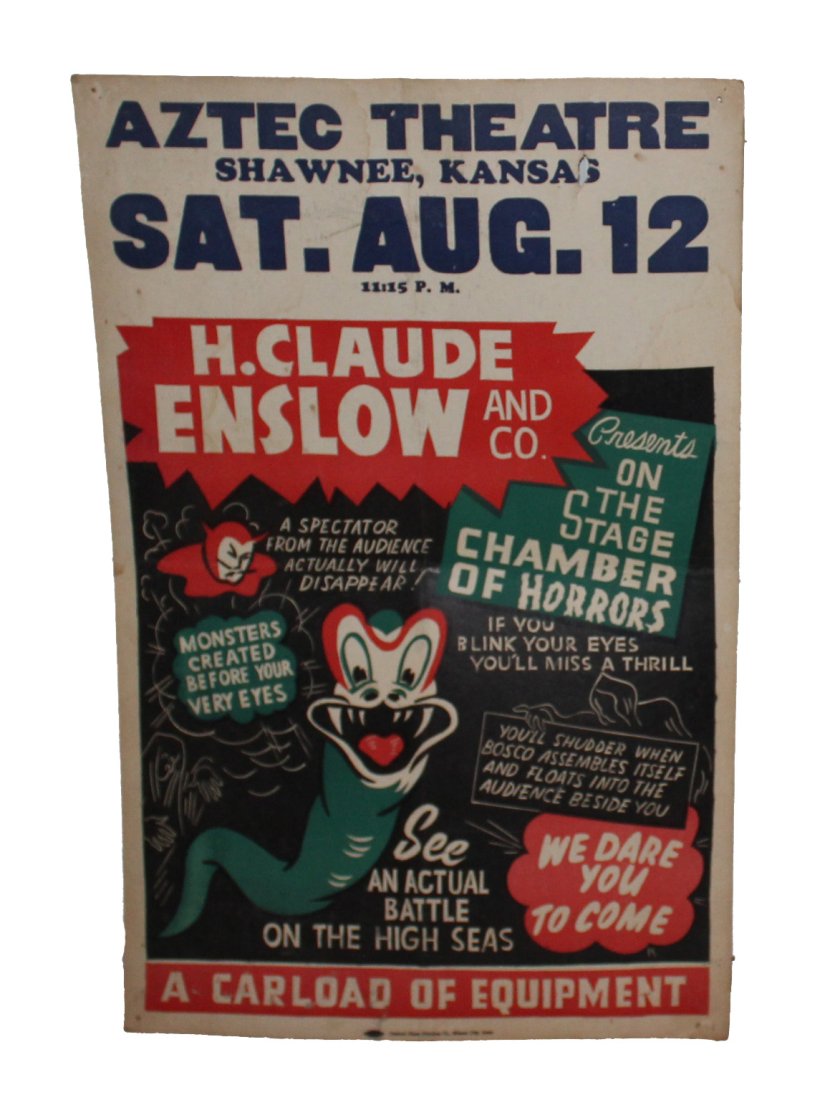 AZTEC THEATRE
SHAWNEE, KANSAS
SAT. AUG. 12
11:15 P. M.
H. CLAUDE
ENSLOW AND CO.
Presents
ON
THE
STAGE
CHAMBER
OF HORRORS
A SPECTATOR
FROM THE AUDIENCE
ACTUALLY WILL
DISAPPEAR!
IF YOU
BLINK YOUR EYES
YOU'LL MISS A THRILL
MONSTERS
CREATED
BEFORE YOUR
VERY EYES
YOU'LL SHUDDER WHEN
BOSCO ASSEMBLES ITSELF
AND FLOATS INTO THE
AUDIENCE BESIDE YOU
See
AN ACTUAL
BATTLE
ON THE HIGH SEAS
WE DARE
YOU
TO COME
A CARLOAD OF EQUIPMENT